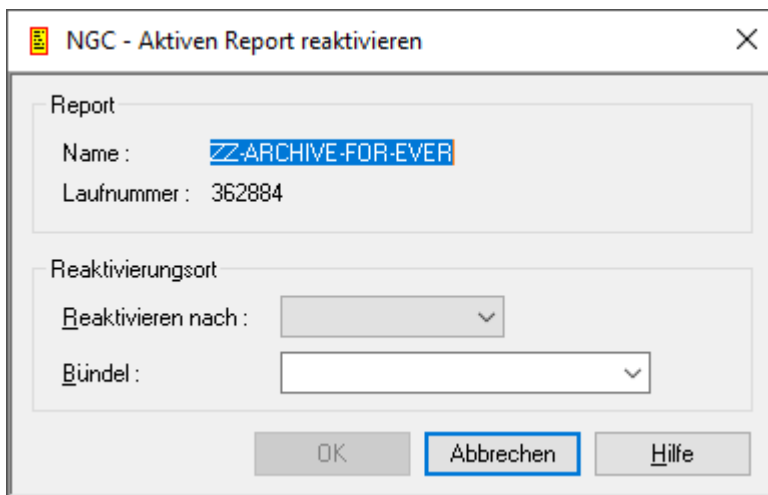 NGC - Aktiven Report reaktivieren
Report
Name : ZZ-ARCHIVE-FOR-EVER
Laufnummer : 362884
Reaktivierungsort
Reaktivieren nach :
Bündel :
OK Abbrechen Hilfe